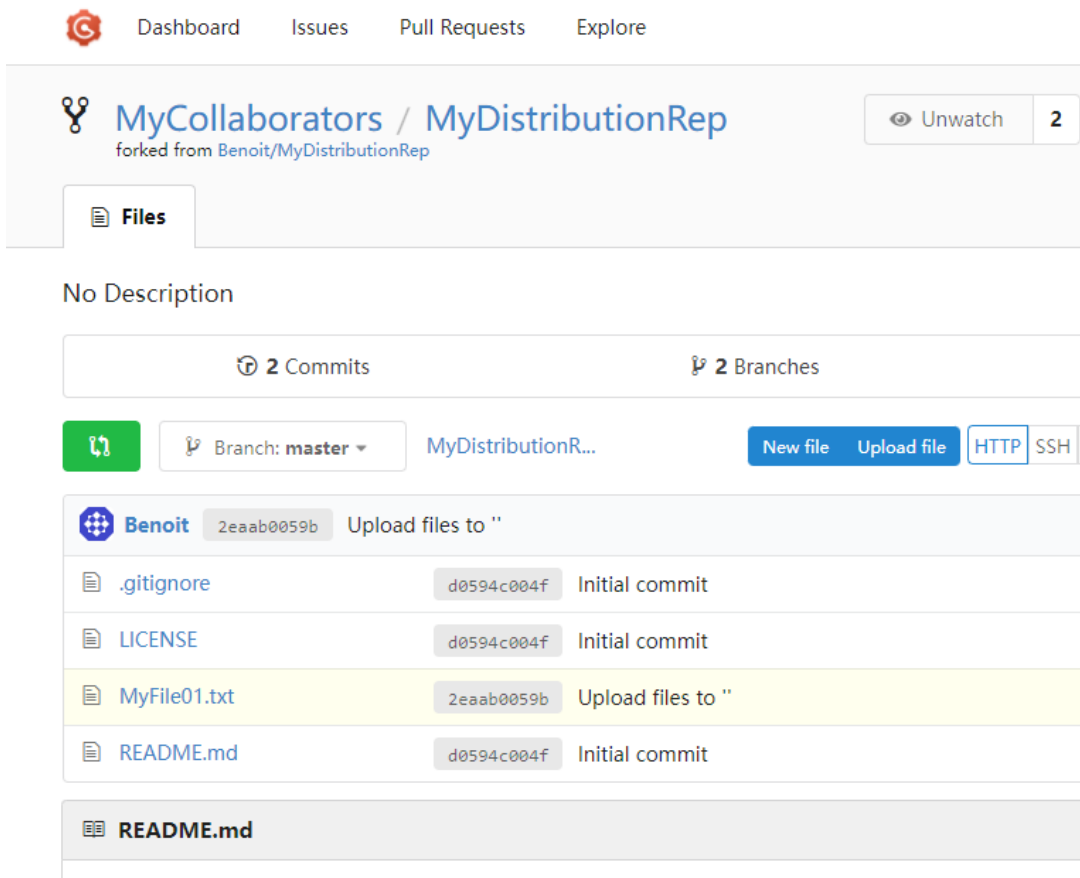 Dashboard Issues Pull Requests Explore
MyCollaborators / MyDistributionRep
Unwatch 2
forked from Benoit/MyDistributionRep
Files
No Description
2 Commits 2 Branches
Branch: master MyDistributionR... New file Upload file HTTP SSH
Benoit 2eaab0059b Upload files to ''
.gitignore d0594c004f Initial commit
LICENSE d0594c004f Initial commit
MyFile01.txt 2eaab0059b Upload files to ''
README.md d0594c004f Initial commit
README.md